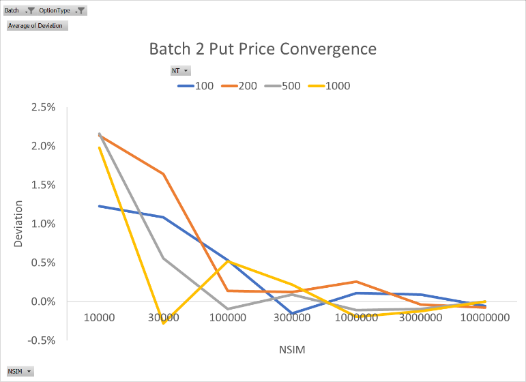 Batch OptionType
Average of Deviation
Batch 2 Put Price Convergence
NT
100 200 500 1000
2.5%
2.0%
1.5%
1.0%
0.5%
0.0%
-0.5%
Deviation
10000 30000 100000 300000 1000000 3000000 10000000
NSIM
NSIM